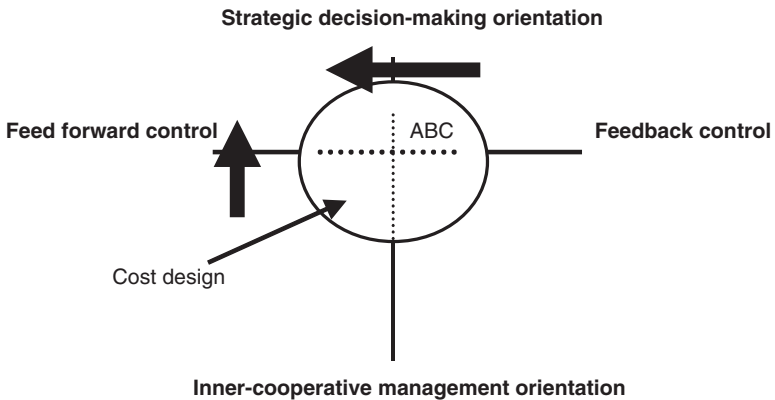 Strategic decision-making orientation
Feed forward control
ABC
Feedback control
Cost design
Inner-cooperative management orientation